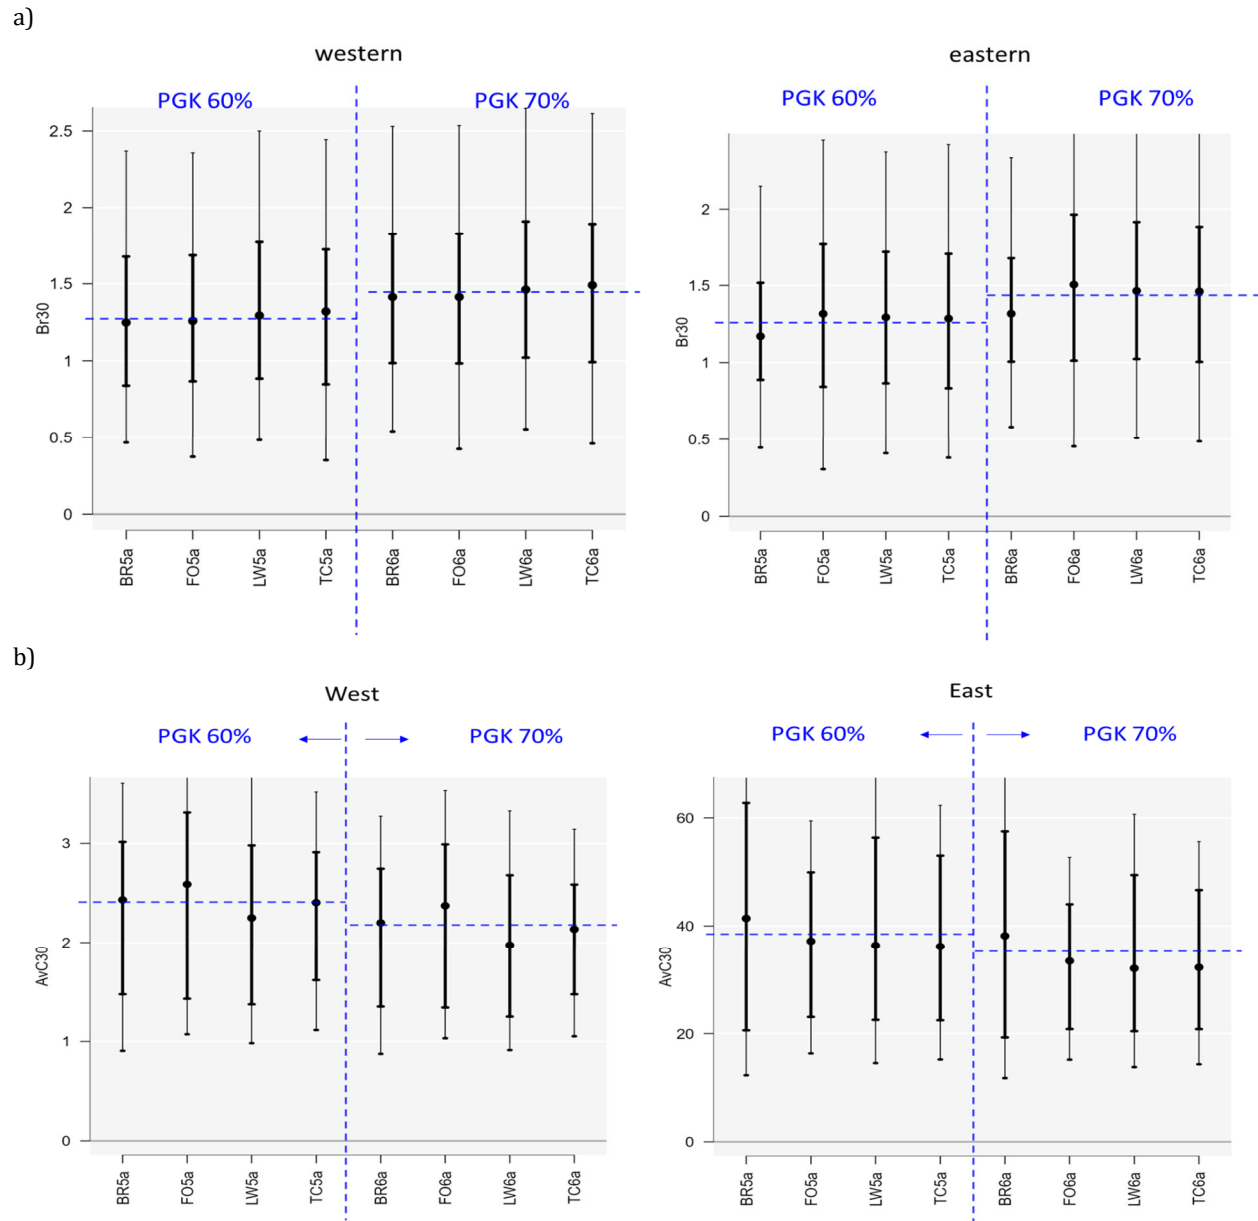 a)
western
PGK 60%
PGK 70%
Br30
2.5
2
1.5
1
0.5
0
BR5a
FO5a
LW5a
TC5a
BR6a
FO6a
LW6a
TC6a
eastern
PGK 60%
PGK 70%
Br30
2
1.5
1
0.5
0
BR5a
FO5a
LW5a
TC5a
BR6a
FO6a
LW6a
TC6a
b)
West
PGK 60%
PGK 70%
AvC30
3
2
1
0
BR5a
FO5a
LW5a
TC5a
BR6a
FO6a
LW6a
TC6a
East
PGK 60%
PGK 70%
AvC30
60
40
20
0
BR5a
FO5a
LW5a
TC5a
BR6a
FO6a
LW6a
TC6a